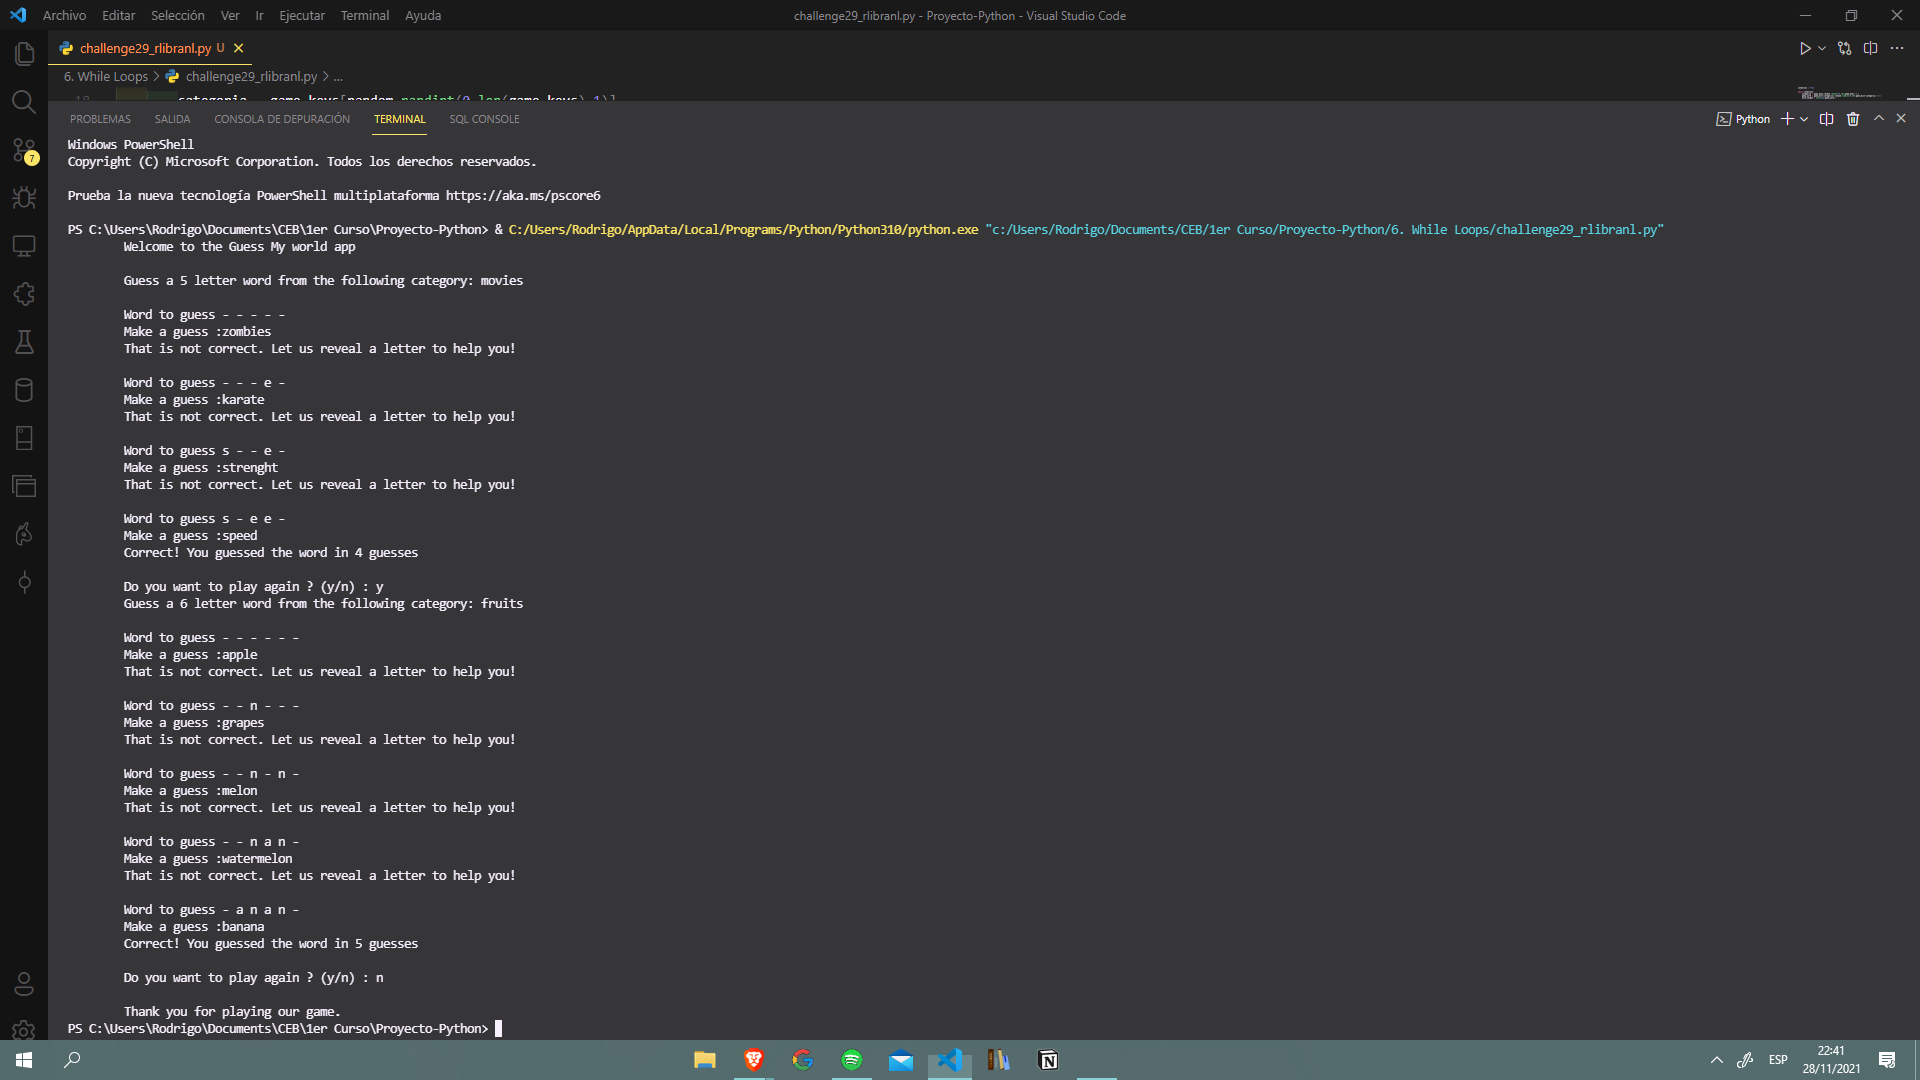 Archivo Editar Selección Ver Ir Ejecutar Terminal Ayuda
challenge29_rlibranl.py - Proyecto-Python - Visual Studio Code
challenge29_rlibranl.py U
6. While Loops > challenge29_rlibranl.py > ...
PROBLEMAS SALIDA CONSOLA DE DEPURACIÓN TERMINAL SQL CONSOLE
Python
7
Windows PowerShell
Copyright (C) Microsoft Corporation. Todos los derechos reservados.
Prueba la nueva tecnología PowerShell multiplataforma https://aka.ms/pscore6
PS C:\Users\Rodrigo\Documents\CEB\1er Curso\Proyecto-Python> & C:/Users/Rodrigo/AppData/Local/Programs/Python/Python310/python.exe "c:/Users/Rodrigo/Documents/CEB/1er Curso/Proyecto-Python/6. While Loops/challenge29_rlibranl.py"
Welcome to the Guess My world app
Guess a 5 letter word from the following category: movies
Word to guess - - - - -
Make a guess :zombies
That is not correct. Let us reveal a letter to help you!
Word to guess - - - e -
Make a guess :karate
That is not correct. Let us reveal a letter to help you!
Word to guess s - - e -
Make a guess :strenght
That is not correct. Let us reveal a letter to help you!
Word to guess s - e e -
Make a guess :speed
Correct! You guessed the word in 4 guesses
Do you want to play again ? (y/n) : y
Guess a 6 letter word from the following category: fruits
Word to guess - - - - - -
Make a guess :apple
That is not correct. Let us reveal a letter to help you!
Word to guess - - n - - -
Make a guess :grapes
That is not correct. Let us reveal a letter to help you!
Word to guess - - n - n -
Make a guess :melon
That is not correct. Let us reveal a letter to help you!
Word to guess - - n a n -
Make a guess :watermelon
That is not correct. Let us reveal a letter to help you!
Word to guess - a n a n -
Make a guess :banana
Correct! You guessed the word in 5 guesses
Do you want to play again ? (y/n) : n
Thank you for playing our game.
PS C:\Users\Rodrigo\Documents\CEB\1er Curso\Proyecto-Python>
ESP
22:41
28/11/2021